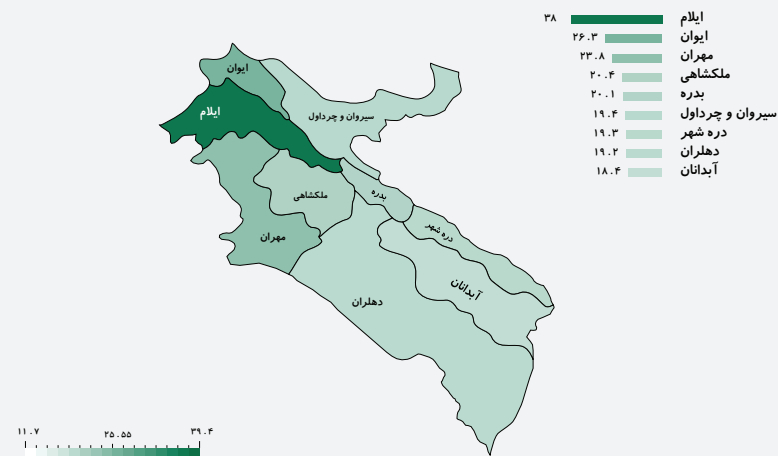 ایلام ۳۸
ایوان ۲۶.۳
مهران ۲۳.۸
ملکشاهی ۲۰.۴
بدره ۲۰.۱
سیروان و چرداول ۱۹.۴
دره شهر ۱۹.۳
دهلران ۱۹.۲
آبدانان ۱۸.۴
ایوان
ایلام
سیروان و چرداول
ملکشاهی
بدره
مهران
دره شهر
آبدانان
دهلران
۱۱.۷ ۲۵.۵۵ ۳۹.۴